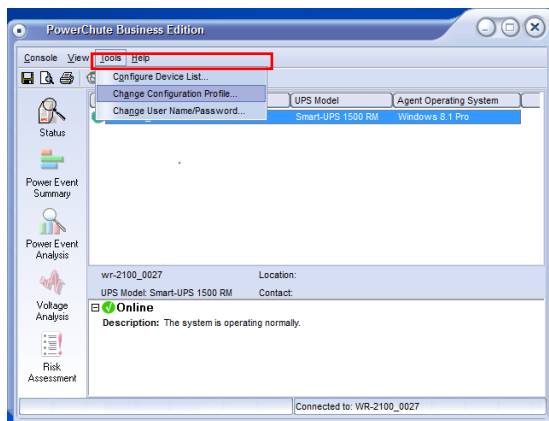 PowerChute Business Edition
Console View Tools Help
Configure Device List...
Change Configuration Profile...
Change User Name/Password...
UPS Model Agent Operating System
Smart-UPS 1500 RM Windows 8.1 Pro
Status
Power Event
Summary
Power Event
Analysis
Voltage
Analysis
Risk
Assessment
wr-2100_0027 Location:
UPS Model: Smart-UPS 1500 RM Contact:
Online
Description: The system is operating normally.
Connected to: WR-2100_0027